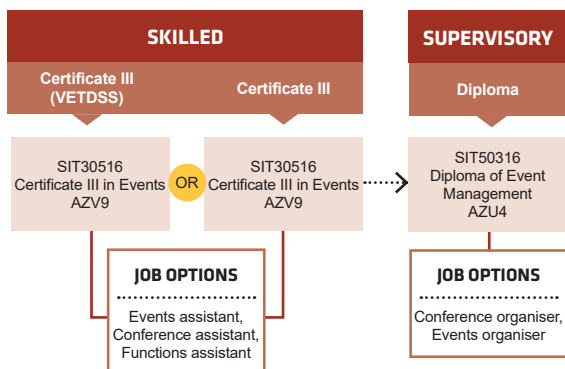 SKILLED
SUPERVISORY
Certificate III
(VETDSS)
Certificate III
Diploma
SIT30516
Certificate III in Events
AZV9
OR
SIT30516
Certificate III in Events
AZV9
SIT50316
Diploma of Event
Management
AZU4
JOB OPTIONS
Events assistant,
Conference assistant,
Functions assistant
JOB OPTIONS
Conference organiser,
Events organiser